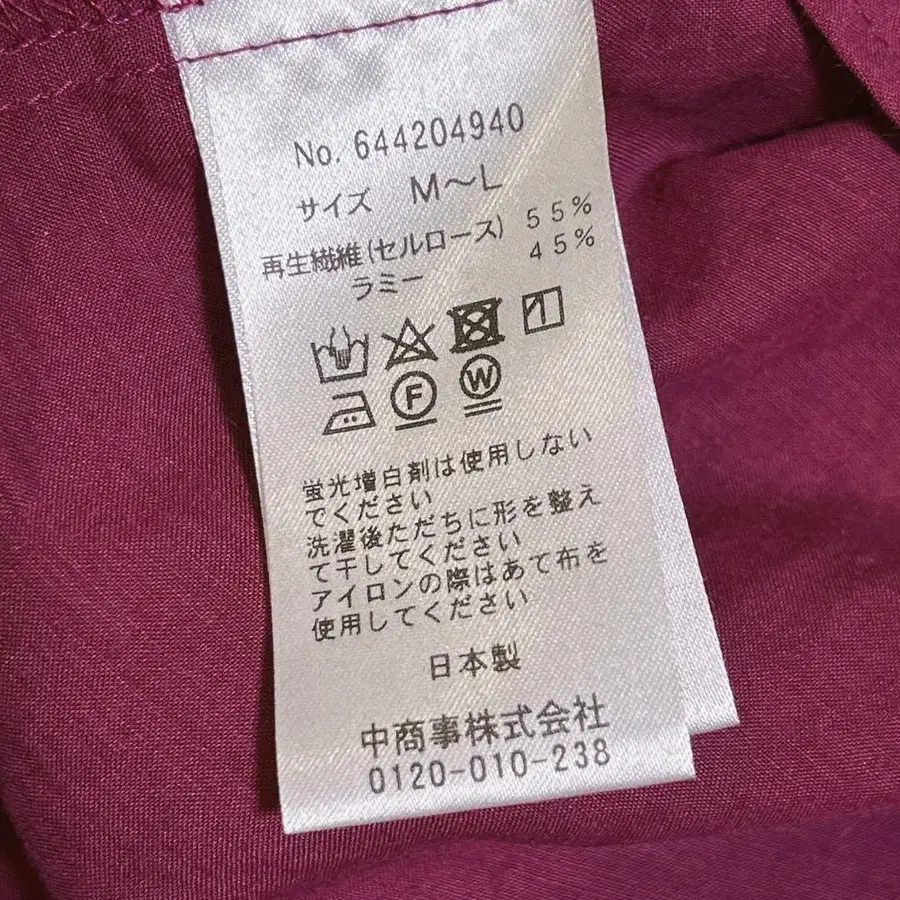 No. 644204940
サイズ M～L
再生繊維(セルロース) 55%
ラミー 45%
F W
蛍光増白剤は使用しない
でください
洗濯後ただちに形を整え
て干してください
アイロンの際はあて布を
使用してください
日本製
中商事株式会社
0120-010-238